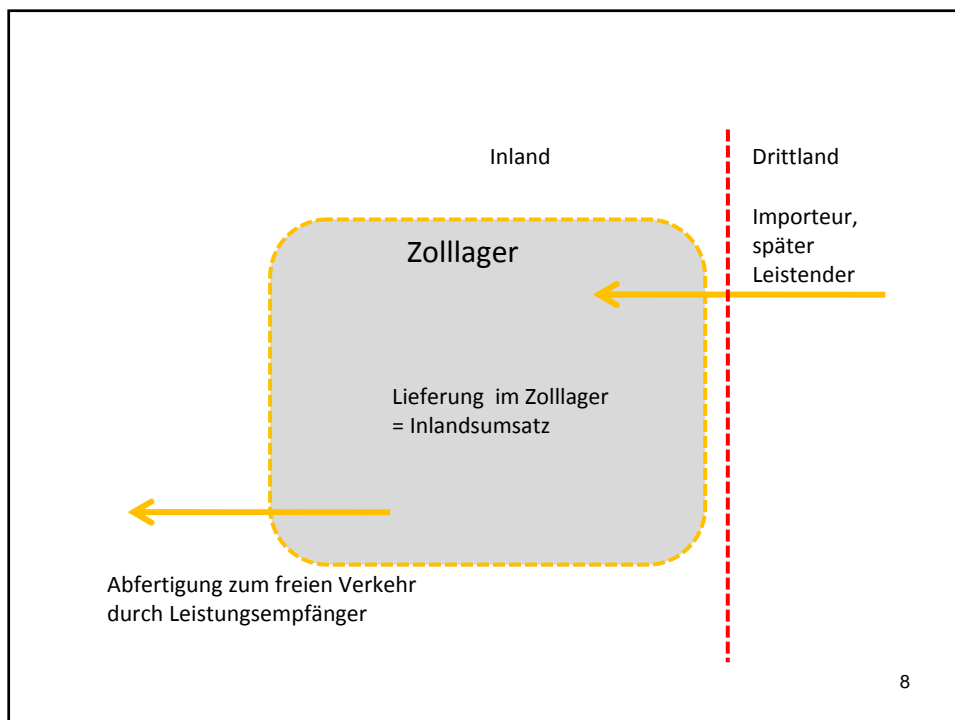 Inland
Drittland
Importeur,
später
Leistender
Zolllager
Lieferung im Zolllager
= Inlandsumsatz
Abfertigung zum freien Verkehr
durch Leistungsempfänger
8